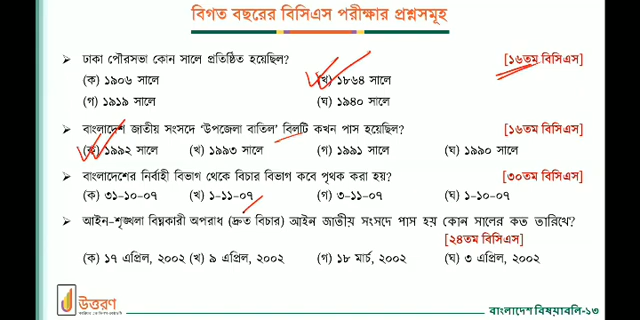 বিগত বছরের বিসিএস পরীক্ষার প্রশ্নসমূহ
ঢাকা পৌরসভা কোন সালে প্রতিষ্ঠিত হয়েছিল? [১৬তম বিসিএস]
(ক) ১৯০৬ সালে (খ) ১৮৬৪ সালে
(গ) ১৯১৯ সালে (ঘ) ১৯৪০ সালে
বাংলাদেশ জাতীয় সংসদে ‘উপজেলা বাতিল’ বিলটি কখন পাস হয়েছিল? [১৬তম বিসিএস]
(ক) ১৯৯২ সালে (খ) ১৯৯৩ সালে (গ) ১৯৯১ সালে (ঘ) ১৯৯০ সালে
বাংলাদেশের নির্বাহী বিভাগ থেকে বিচার বিভাগ কবে পৃথক করা হয়? [৩০তম বিসিএস]
(ক) ৩১-১০-০৭ (খ) ১-১১-০৭ (গ) ৩-১১-০৭ (ঘ) ১-১০-০৭
আইন-শৃঙ্খলা বিঘ্নকারী অপরাধ (দ্রুত বিচার) আইন জাতীয় সংসদে পাস হয় কোন সালের কত তারিখে?
[২৪তম বিসিএস]
(ক) ১৭ এপ্রিল, ২০০২ (খ) ৯ এপ্রিল, ২০০২ (গ) ১৮ মার্চ, ২০০২ (ঘ) ৩ এপ্রিল, ২০০২
উত্তরণ
বাংলাদেশ বিষয়াবলি-১৩